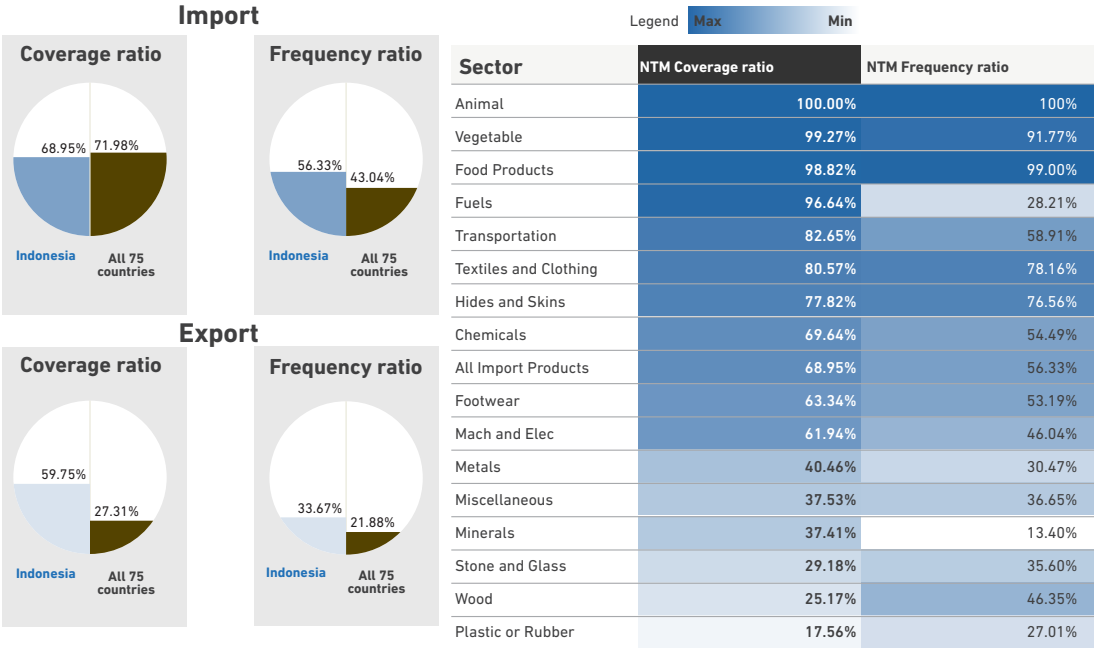 Import
Coverage ratio
68.95% 71.98%
Indonesia
All 75
countries
Frequency ratio
56.33%
43.04%
Indonesia
All 75
countries
Export
Coverage ratio
59.75%
27.31%
Indonesia
All 75
countries
Frequency ratio
33.67%
21.88%
Indonesia
All 75
countries
Legend Max Min
Sector NTM Coverage ratio NTM Frequency ratio
Animal 100.00% 100%
Vegetable 99.27% 91.77%
Food Products 98.82% 99.00%
Fuels 96.64% 28.21%
Transportation 82.65% 58.91%
Textiles and Clothing 80.57% 78.16%
Hides and Skins 77.82% 76.56%
Chemicals 69.64% 54.49%
All Import Products 68.95% 56.33%
Footwear 63.34% 53.19%
Mach and Elec 61.94% 46.04%
Metals 40.46% 30.47%
Miscellaneous 37.53% 36.65%
Minerals 37.41% 13.40%
Stone and Glass 29.18% 35.60%
Wood 25.17% 46.35%
Plastic or Rubber 17.56% 27.01%